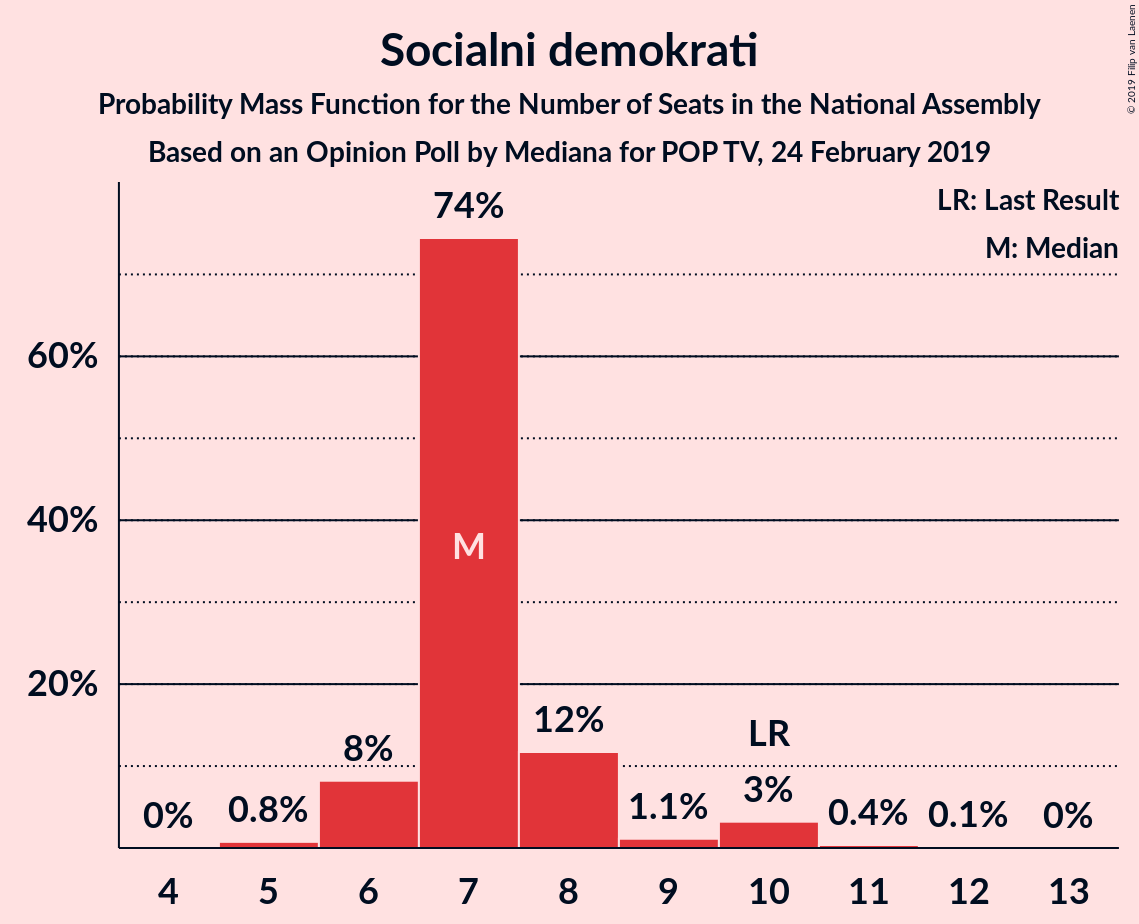 Socialni demokrati
Probability Mass Function for the Number of Seats in the National Assembly
Based on an Opinion Poll by Mediana for POP TV, 24 February 2019
© 2019 Filip van Laenen
LR: Last Result
M: Median
60%
40%
20%
0%
0.8%
8%
74%
M
12%
1.1%
LR
3%
0.4%
0.1%
0%
4 5 6 7 8 9 10 11 12 13